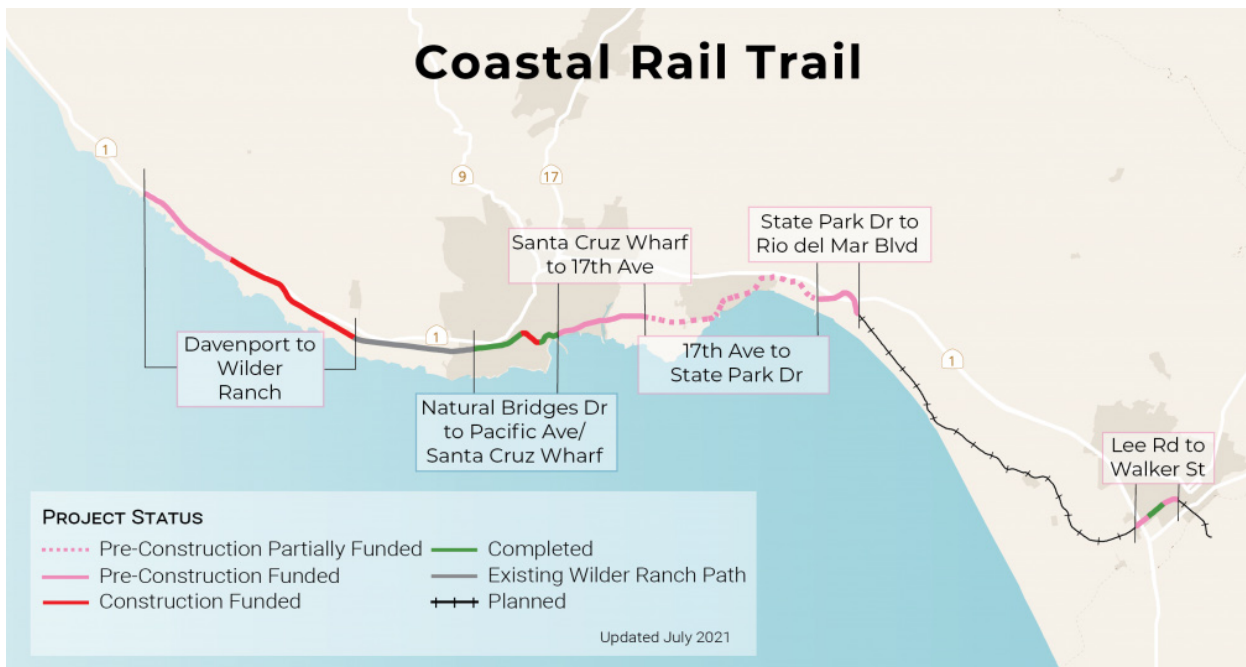 Coastal Rail Trail
1
9
17
State Park Dr to
Rio del Mar Blvd
Santa Cruz Wharf
to 17th Ave
1
Davenport to
Wilder
Ranch
17th Ave to
State Park Dr
1
Natural Bridges Dr
to Pacific Ave/
Santa Cruz Wharf
Lee Rd to
Walker St
PROJECT STATUS
Pre-Construction Partially Funded
Pre-Construction Funded
Construction Funded
Completed
Existing Wilder Ranch Path
Planned
Updated July 2021